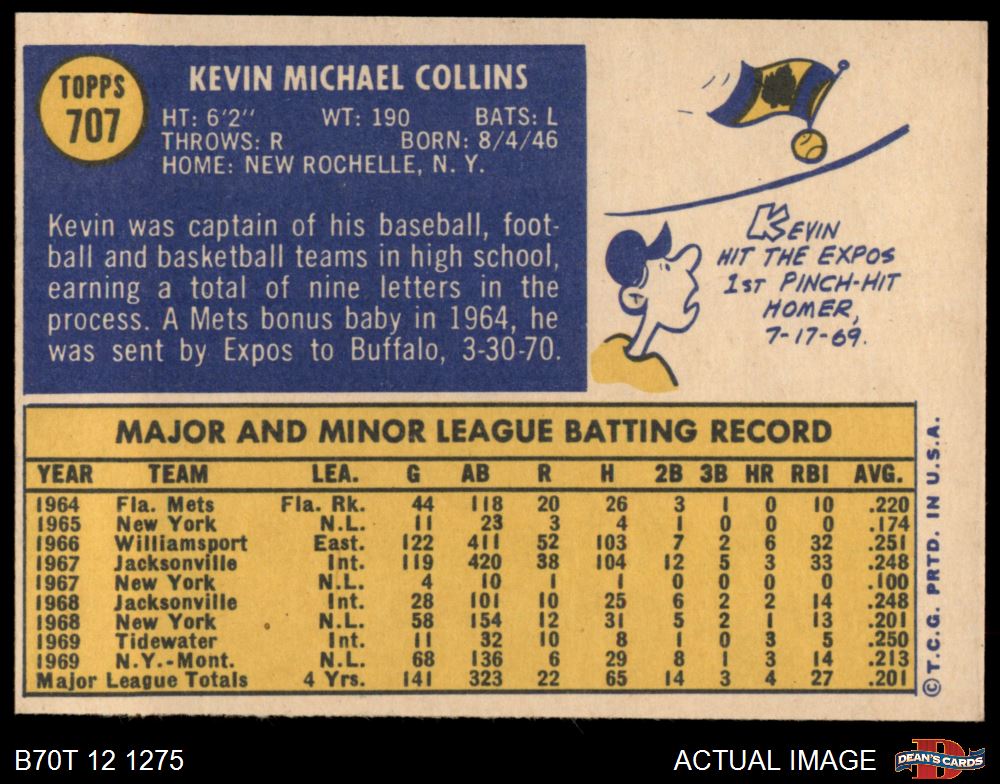 TOPPS
707
KEVIN MICHAEL COLLINS
HT: 6'2" WT: 190 BATS: L
THROWS: R BORN: 8/4/46
HOME: NEW ROCHELLE, N. Y.
Kevin was captain of his baseball, foot-
ball and basketball teams in high school,
earning a total of nine letters in the
process. A Mets bonus baby in 1964, he
was sent by Expos to Buffalo, 3-30-70.
KEVIN
HIT THE EXPOS
1ST PINCH-HIT
HOMER,
7-17-69.
MAJOR AND MINOR LEAGUE BATTING RECORD
YEAR TEAM LEA. G AB R H 2B 3B HR RBI AVG.
1964 Fla. Mets Fla. Rk. 44 118 20 26 3 1 0 10 .220
1965 New York N.L. 11 23 3 4 1 0 0 0 .174
1966 Williamsport East. 122 411 52 103 7 2 6 32 .251
1967 Jacksonville Int. 119 420 38 104 12 5 3 33 .248
1967 New York N.L. 4 10 1 1 0 0 0 0 .100
1968 Jacksonville Int. 28 101 10 25 6 2 2 14 .248
1968 New York N.L. 58 154 12 31 5 2 1 13 .201
1969 Tidewater Int. 11 32 10 8 1 0 3 5 .250
1969 N.Y.-Mont. N.L. 68 136 6 29 8 1 3 14 .213
Major League Totals 4 Yrs. 141 323 22 65 14 3 4 27 .201
© T.C.G. PRTD. IN U.S.A.
B70T 12 1275
ACTUAL IMAGE
DEAN'S CARDS